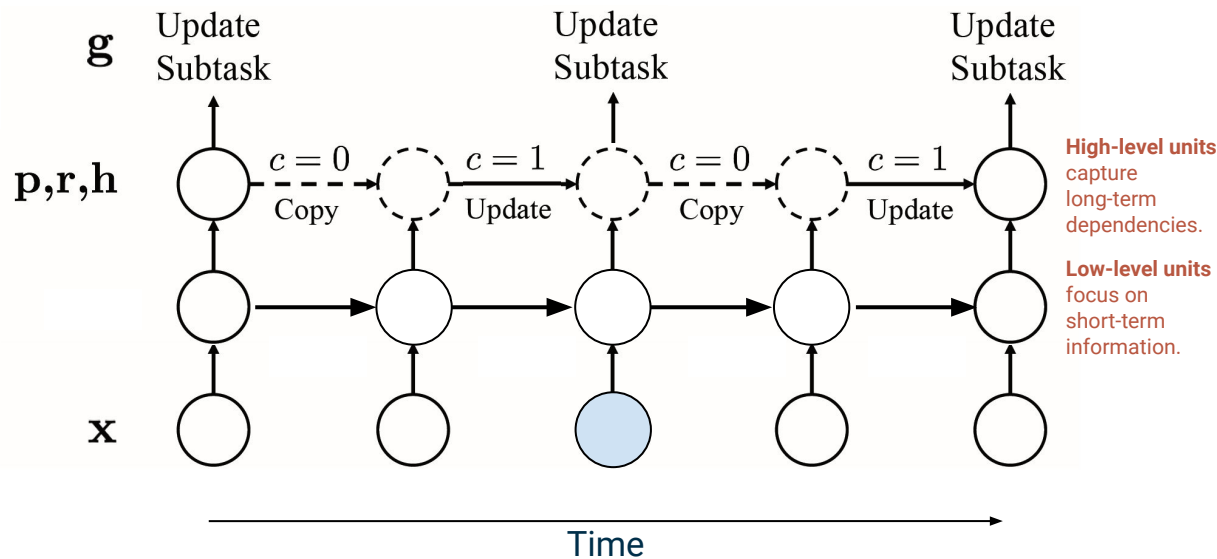 g
Update
Subtask
Update
Subtask
Update
Subtask
p,r,h
c = 0
Copy
c = 1
Update
c = 0
Copy
c = 1
Update
High-level units
capture
long-term
dependencies.
Low-level units
focus on
short-term
information.
x
Time